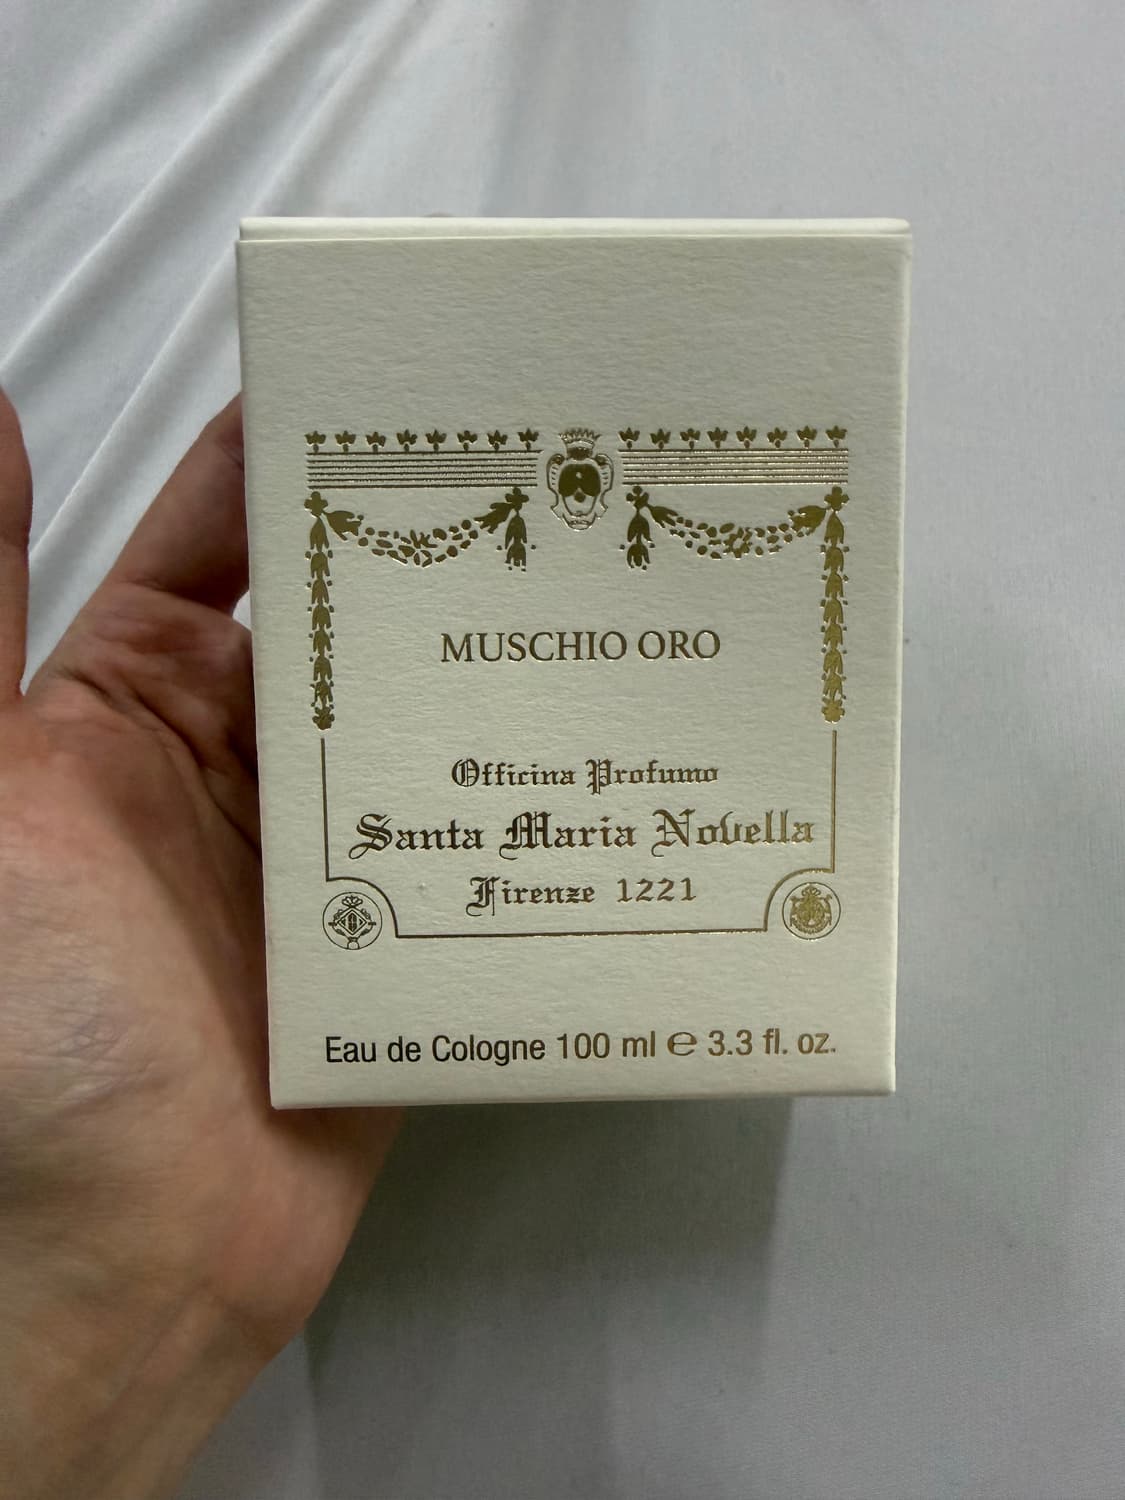 MUSCHIO ORO
Officina Profumo
Santa Maria Novella
Firenze 1221
Eau de Cologne 100 ml ℮ 3.3 fl. oz.